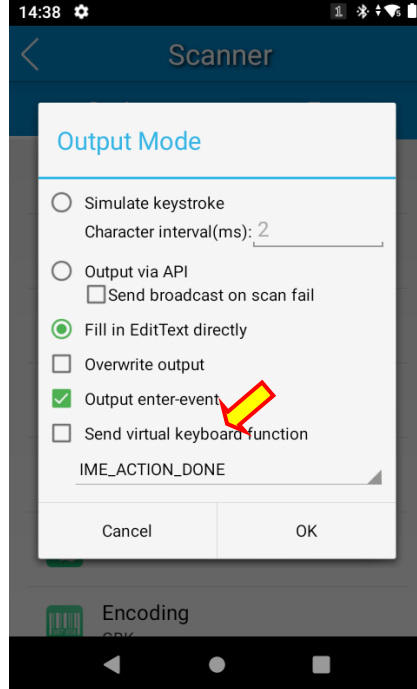 14:38
Scanner
Output Mode
Simulate keystroke
Character interval(ms): 2
Output via API
Send broadcast on scan fail
Fill in EditText directly
Overwrite output
Output enter-event
Send virtual keyboard function
IME_ACTION_DONE
Cancel
OK
Encoding